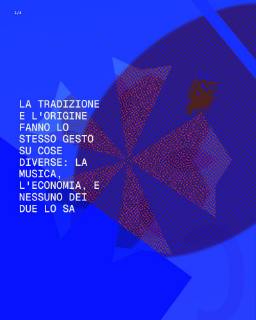 1/4
LA TRADIZIONE
E L'ORIGINE
FANNO LO
STESSO GESTO
SU COSE
DIVERSE: LA
MUSICA,
L'ECONOMIA, E
NESSUNO DEI
DUE LO SA